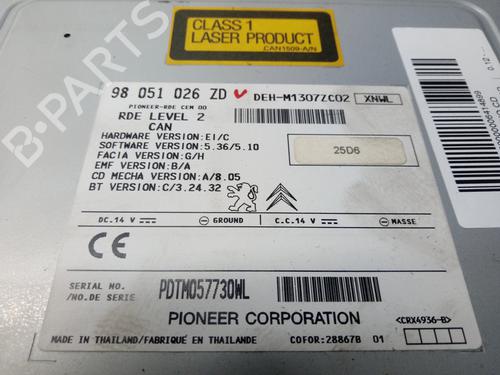 CLASS 1
LASER PRODUCT
CAN1509-A/N
98 051 026 ZD DEH-M1307ZC02 XNWL
PIONEER-RDE CEM 00
RDE LEVEL 2
CAN
HARDWARE VERSION:EI/C
SOFTWARE VERSION:5.36/5.10
FACIA VERSION:G/H
EMF VERSION:B/A
CD MECHA VERSION:A/8.05
BT VERSION:C/3.24.32
25D6
DC.14 V GROUND C.C.14 V MASSE
CE
SERIAL NO.
/NO.DE SERIE
PDTM057730WL
PIONEER CORPORATION
<CRX4936-B>
MADE IN THAILAND/FABRIQUE EN THAILANDE COFOR:28867B 01
B-PARTS